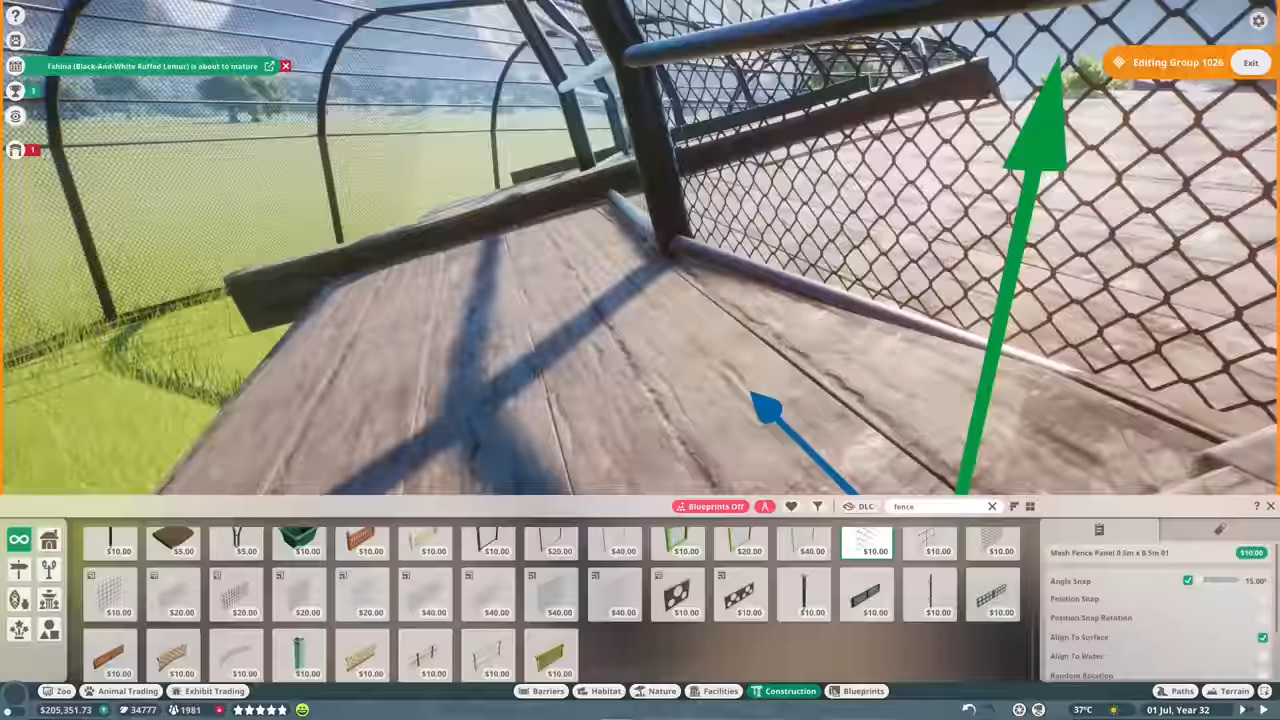 ?
Fahina (Black-And-White Ruffed Lemur) is about to mature
3
1
Editing Group 1026
Exit
Blueprints Off
DLC
fence
?
$10.00 $5.00 $5.00 $10.00 $10.00 $10.00 $10.00 $20.00 $40.00 $10.00 $20.00 $40.00 $10.00 $10.00 $10.00
$10.00 $20.00 $10.00 $20.00 $20.00 $40.00 $40.00 $40.00 $40.00 $10.00 $10.00 $10.00 $10.00 $10.00 $10.00
$10.00 $10.00 $10.00 $10.00 $10.00 $10.00 $10.00 $10.00
Mesh Fence Panel 0.5m x 0.5m 01
$10.00
Angle Snap
15.00°
Position Snap
Position Snap Rotation
Align To Surface
Align To Water
Random Rotation
Zoo
Animal Trading
Exhibit Trading
Barriers
Habitat
Nature
Facilities
Construction
Blueprints
Paths
Terrain
$205,351.73
34777
1981
37°C
01 Jul, Year 32